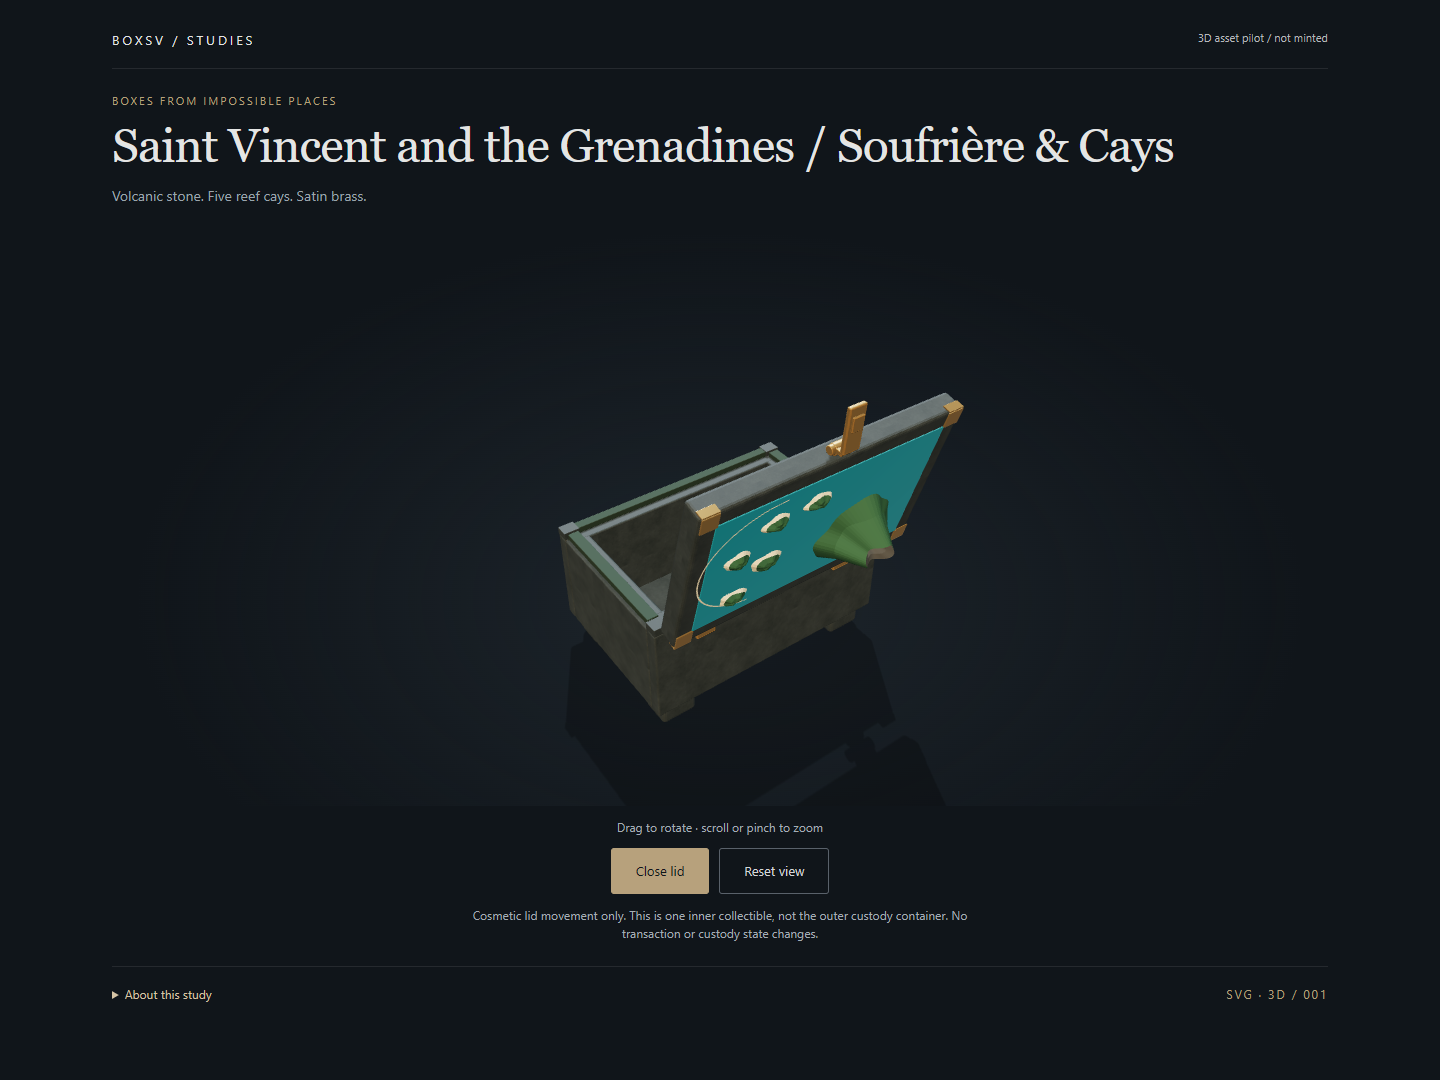 BOXSV / STUDIES
3D asset pilot / not minted
BOXES FROM IMPOSSIBLE PLACES
Saint Vincent and the Grenadines / Soufrière & Cays
Volcanic stone. Five reef cays. Satin brass.
Drag to rotate · scroll or pinch to zoom
Close lid
Reset view
Cosmetic lid movement only. This is one inner collectible, not the outer custody container. No
transaction or custody state changes.
About this study
SVG · 3D / 001